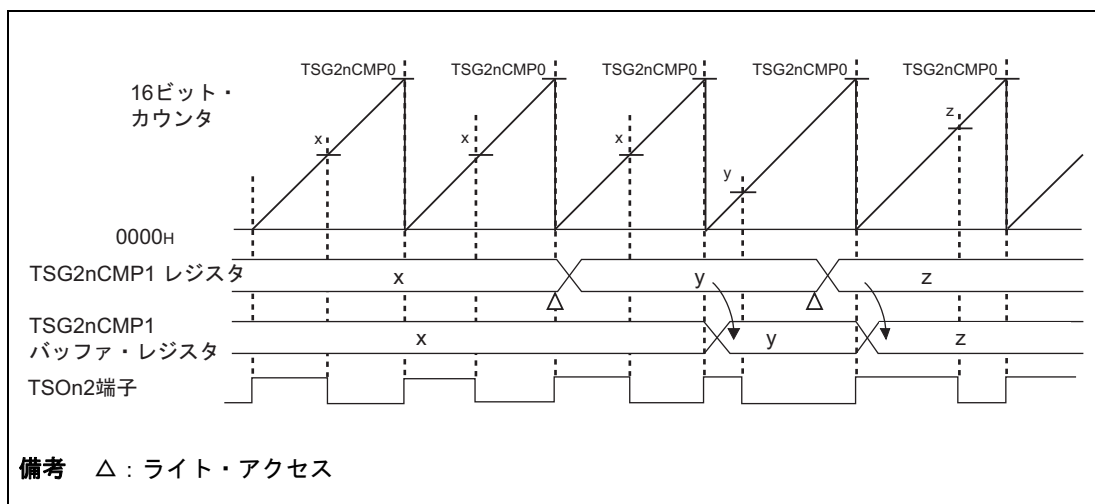 TSG2nCMP0 TSG2nCMP0 TSG2nCMP0 TSG2nCMP0 TSG2nCMP0
16ビット・
カウンタ
x x x y z
0000H
TSG2nCMP1 レジスタ x y z
TSG2nCMP1
バッファ・レジスタ x y z
TSOn2端子
備考 △:ライト・アクセス